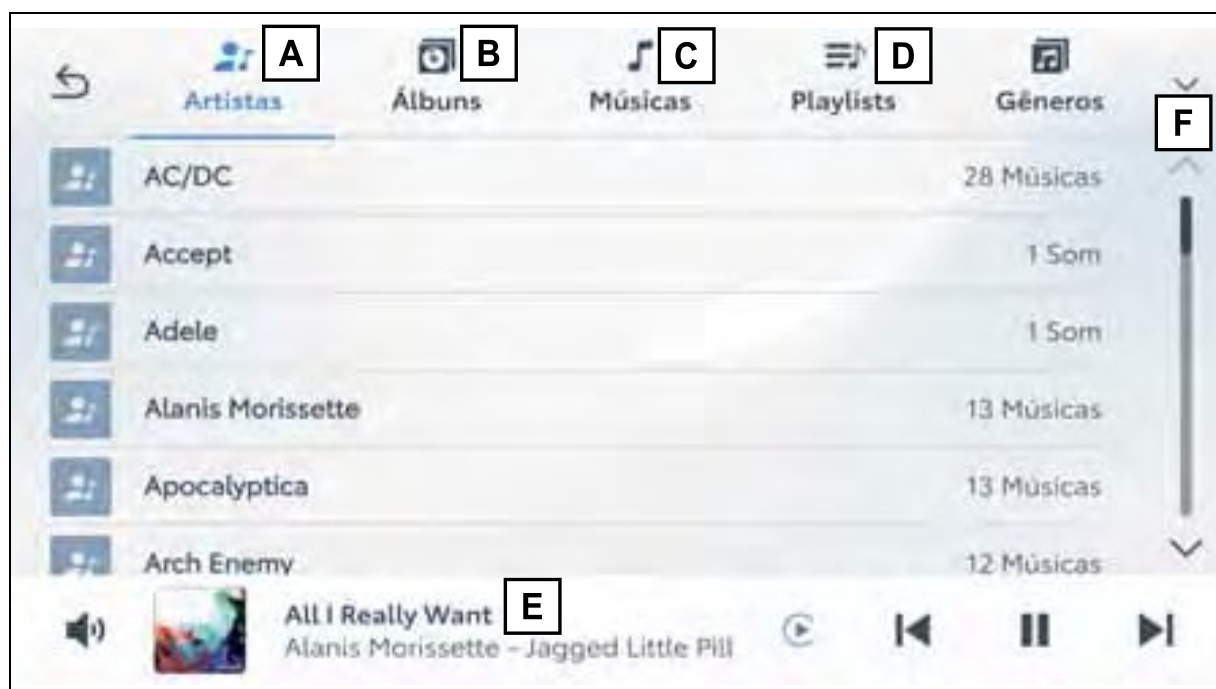 A B C D
Artistas Álbuns Músicas Playlists Gêneros
F
AC/DC 28 Músicas
Accept 1 Som
Adele 1 Som
Alanis Morissette 13 Músicas
Apocalyptica 13 Músicas
Arch Enemy 12 Músicas
All I Really Want E
Alanis Morissette - Jagged Little Pill